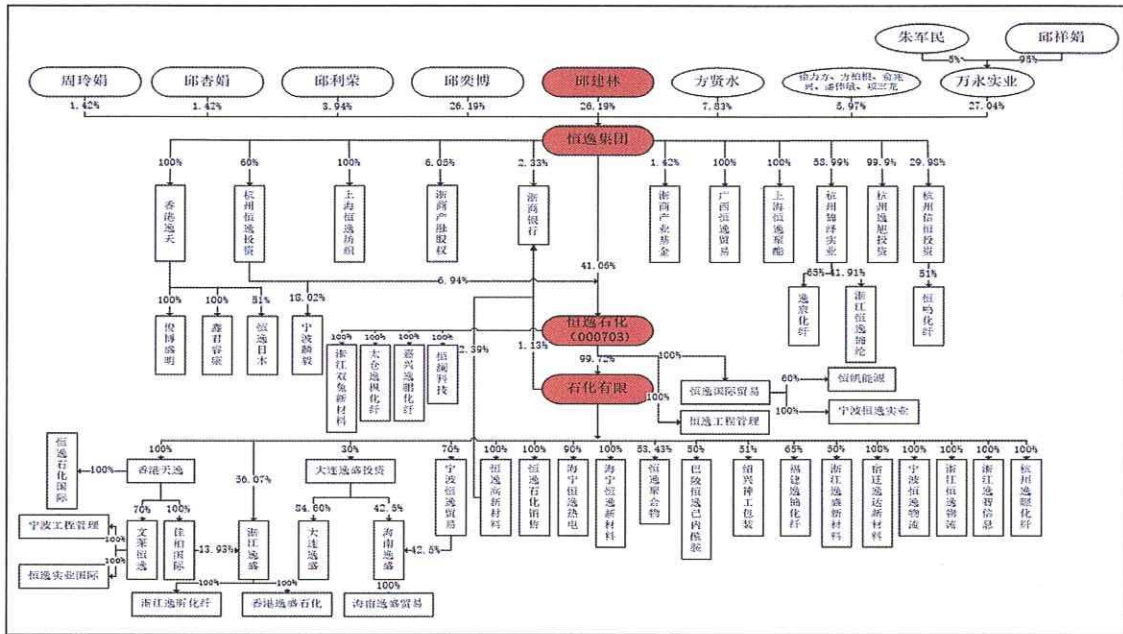 朱军民
邱祥娟
5%
95%
周玲娟
邱杏娟
邱利荣
邱奕博
邱建林
方贤水
万永实业
1.42%
1.42%
3.94%
26.19%
26.19%
7.83%
5.97%
27.04%
恒逸集团
100%
60%
100%
6.05%
2.33%
1.42%
100%
100%
58.99%
99.9%
29.98%
香港逸天
杭州恒逸投资
上海恒逸纺织
浙商产融股权
浙商银行
浙商产业基金
广西恒逸贸易
上海恒逸聚酯
杭州锦绎实业
杭州逸旭投资
杭州信恒投资
41.06%
6.94%
65%
41.91%
51%
逸宸化纤
浙江恒逸锦纶
恒鸣化纤
100%
100%
51%
18.02%
俊博盛明
鑫君睿康
恒逸日本
宁波麟毅
恒逸石化
(000703)
100%
100%
100%
100%
浙江双兔新材料
太仓逸枫化纤
嘉兴逸鹏化纤
恒澜科技
2.39%
1.13%
99.72%
100%
100%
石化有限
恒逸国际贸易
恒逸工程管理
60%
恒凯能源
100%
宁波恒逸实业
恒逸石化国际
100%
100%
香港天逸
36.07%
30%
大连逸盛投资
70%
100%
100%
90%
100%
53.43%
50%
51%
65%
50%
100%
100%
100%
100%
100%
宁波恒逸贸易
恒逸高新材料
恒逸石化销售
海宁恒逸热电
海宁恒逸新材料
恒逸聚合物
巴陵恒逸己内酰胺
绍兴神工包装
福建逸锦化纤
浙江逸盛新材料
宿迁逸达新材料
宁波恒逸物流
浙江恒逸物流
浙江逸智信息
杭州逸暻化纤
70%
100%
84.60%
42.5%
宁波工程管理
100%
100%
恒逸实业国际
文莱恒逸
佳柏国际
13.93%
浙江逸盛
大连逸盛
海南逸盛
42.5%
100%
100%
100%
浙江逸昕化纤
香港逸盛石化
海南逸盛贸易